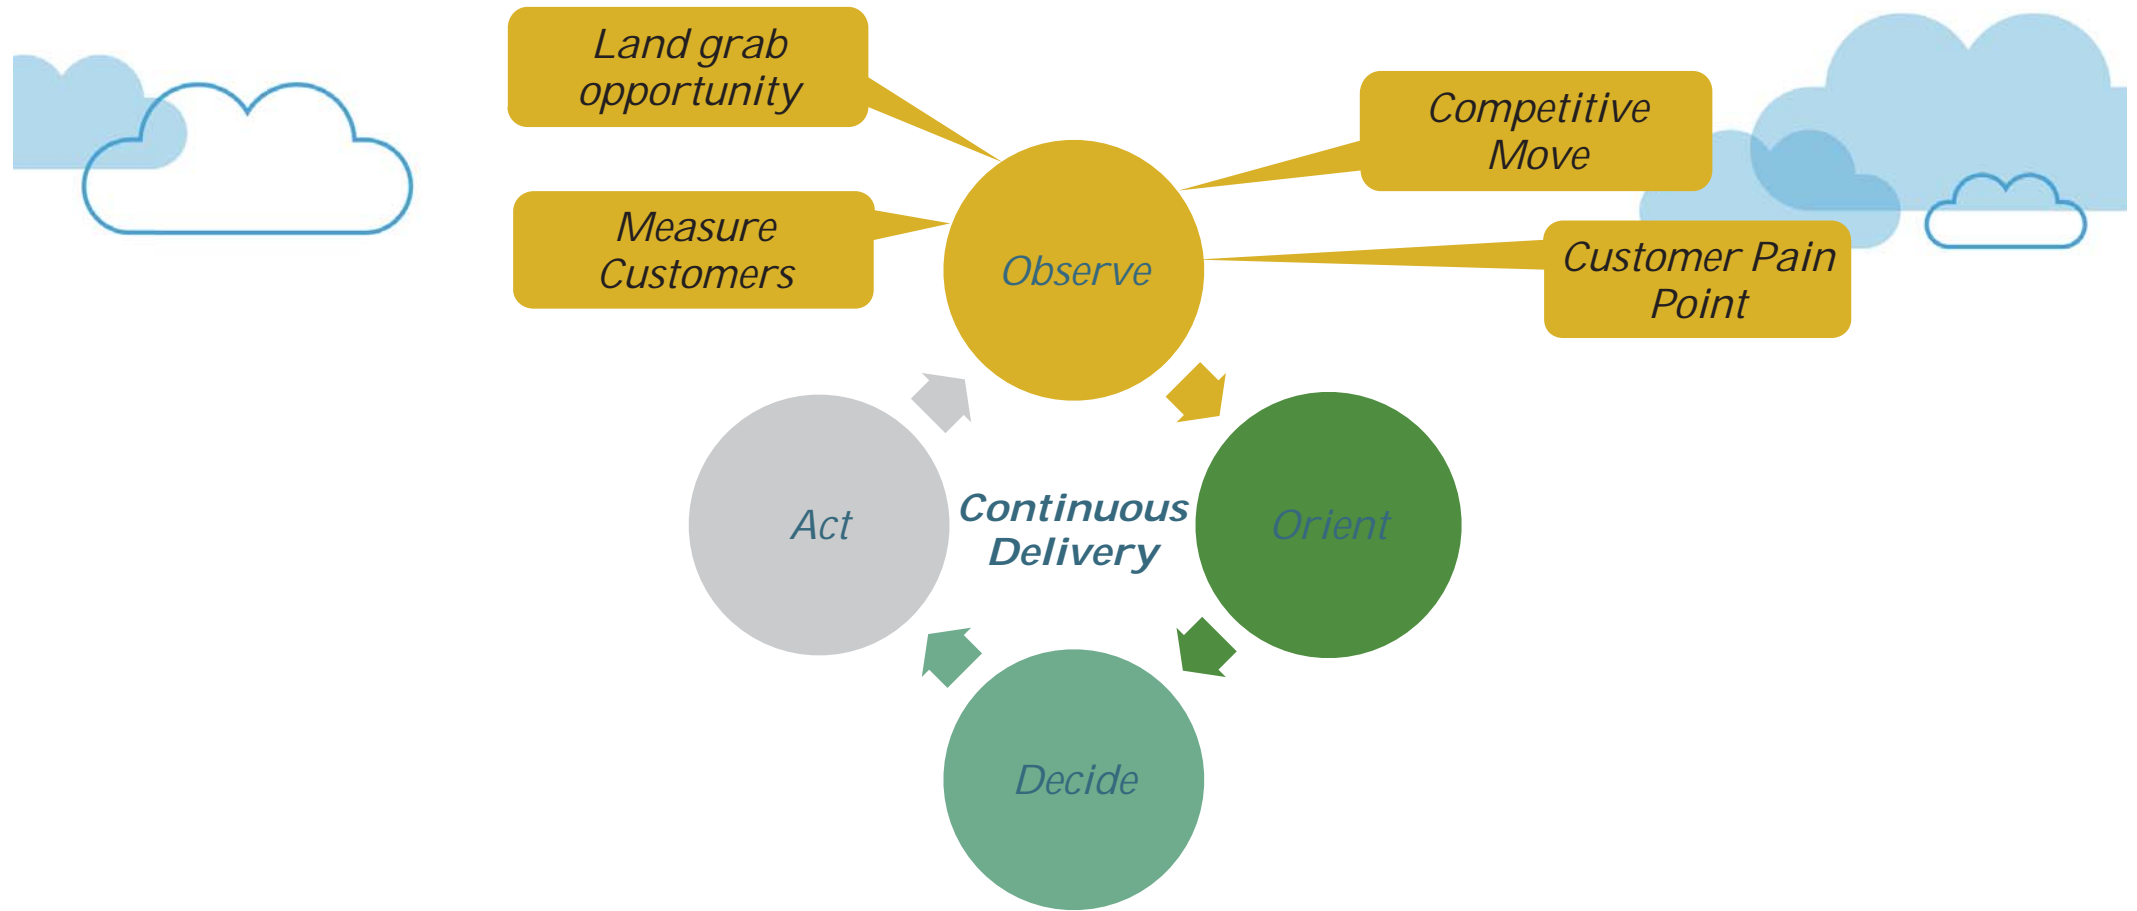 Land grab
opportunity
Competitive
Move
Measure
Customers
Customer Pain
Point
Observe
Act
Continuous
Delivery
Orient
Decide